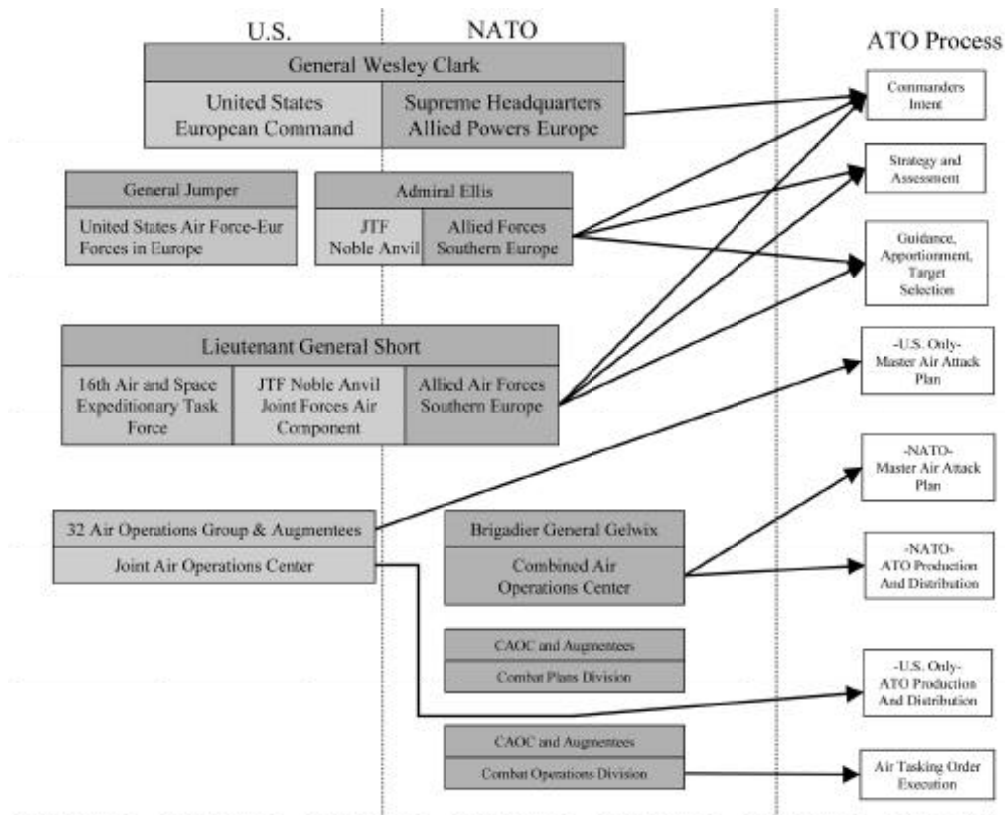 U.S.
NATO
ATO Process
General Wesley Clark
United States
European Command
Supreme Headquarters
Allied Powers Europe
Commanders
Intent
General Jumper
United States Air Force-Eur
Forces in Europe
Admiral Ellis
JTF
Noble Anvil
Allied Forces
Southern Europe
Strategy and
Assessment
Guidance,
Apportionment,
Target
Selection
Lieutenant General Short
16th Air and Space
Expeditionary Task
Force
JTF Noble Anvil
Joint Forces Air
Component
Allied Air Forces
Southern Europe
-U.S. Only-
Master Air Attack
Plan
-NATO-
Master Air Attack
Plan
32 Air Operations Group & Augmentees
Joint Air Operations Center
Brigadier General Gelwix
Combined Air
Operations Center
-NATO-
ATO Production
And Distribution
CAOC and Augmentees
Combat Plans Division
-U.S. Only-
ATO Production
And Distribution
CAOC and Augmentees
Combat Operations Division
Air Tasking Order
Execution